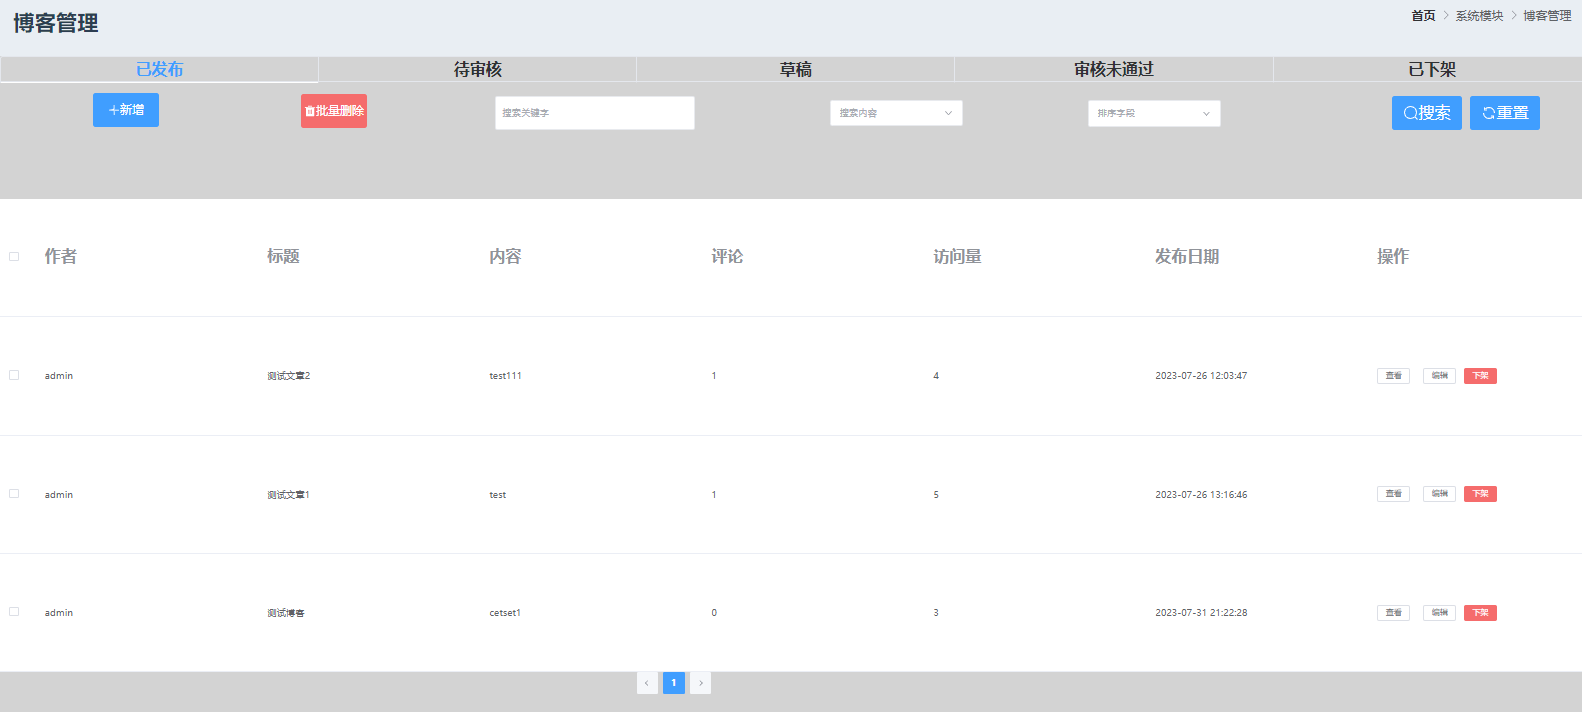 博客管理
首页 > 系统模块 > 博客管理
已发布 待审核 草稿 审核未通过 已下架
+新增 批量删除 搜索关键字 搜索内容 排序字段 搜索 重置
作者 标题 内容 评论 访问量 发布日期 操作
admin 测试文章2 test111 1 4 2023-07-26 12:03:47 查看 编辑 下架
admin 测试文章1 test 1 5 2023-07-26 13:16:46 查看 编辑 下架
admin 测试博客 cetset1 0 3 2023-07-31 21:22:28 查看 编辑 下架
‹ 1 ›